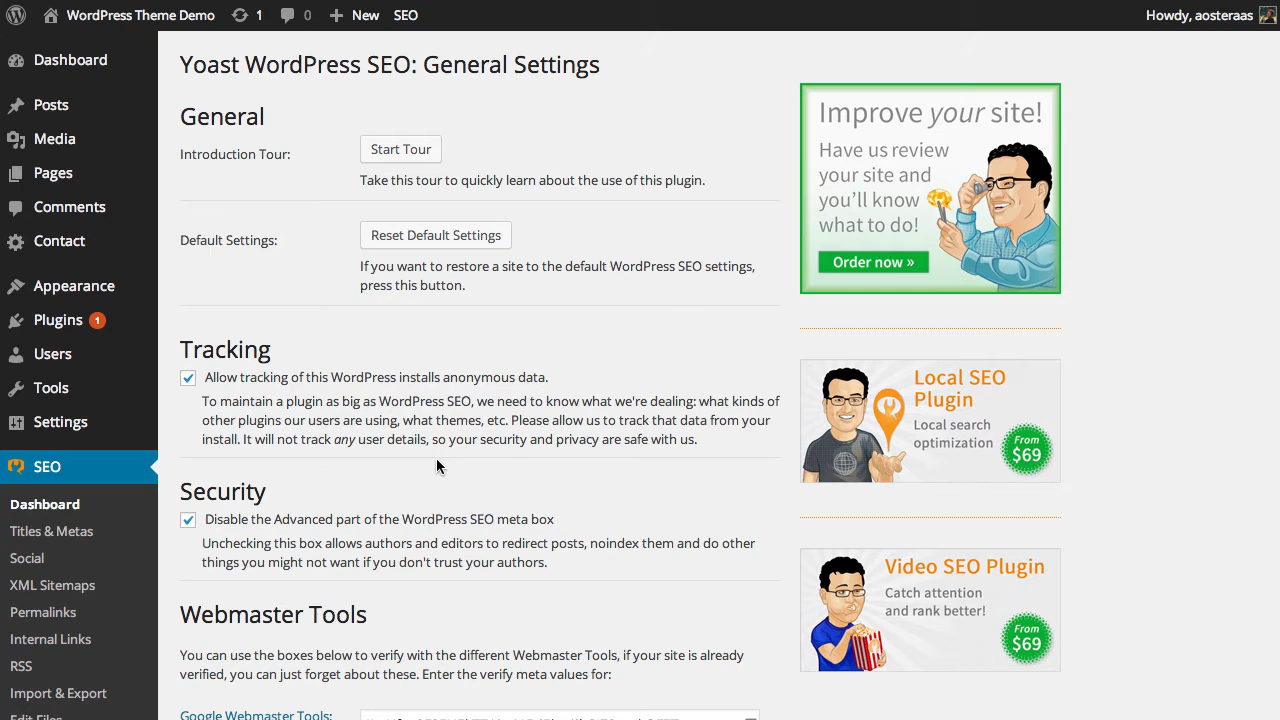 WordPress Theme Demo 1 0 New SEO Howdy, aosteraas
Dashboard
Posts
Media
Pages
Comments
Contact
Appearance
Plugins 1
Users
Tools
Settings
SEO
Dashboard
Titles & Metas
Social
XML Sitemaps
Permalinks
Internal Links
RSS
Import & Export
Edit Files
Yoast WordPress SEO: General Settings
General
Introduction Tour: Start Tour
Take this tour to quickly learn about the use of this plugin.
Default Settings: Reset Default Settings
If you want to restore a site to the default WordPress SEO settings,
press this button.
Tracking
Allow tracking of this WordPress installs anonymous data.
To maintain a plugin as big as WordPress SEO, we need to know what we're dealing: what kinds of
other plugins our users are using, what themes, etc. Please allow us to track that data from your
install. It will not track any user details, so your security and privacy are safe with us.
Security
Disable the Advanced part of the WordPress SEO meta box
Unchecking this box allows authors and editors to redirect posts, noindex them and do other
things you might not want if you don't trust your authors.
Webmaster Tools
You can use the boxes below to verify with the different Webmaster Tools, if your site is already
verified, you can just forget about these. Enter the verify meta values for:
Google Webmaster Tools:
Improve your site!
Have us review
your site and
you'll know
what to do!
Order now »
Local SEO
Plugin
Local search
optimization
From
$69
Video SEO Plugin
Catch attention
and rank better!
From
$69